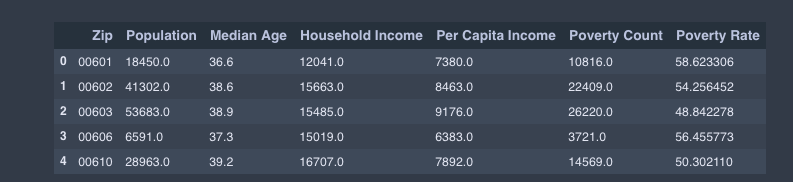 Zip Population Median Age Household Income Per Capita Income Poverty Count Poverty Rate
0 00601 18450.0 36.6 12041.0 7380.0 10816.0 58.623306
1 00602 41302.0 38.6 15663.0 8463.0 22409.0 54.256452
2 00603 53683.0 38.9 15485.0 9176.0 26220.0 48.842278
3 00606 6591.0 37.3 15019.0 6383.0 3721.0 56.455773
4 00610 28963.0 39.2 16707.0 7892.0 14569.0 50.302110